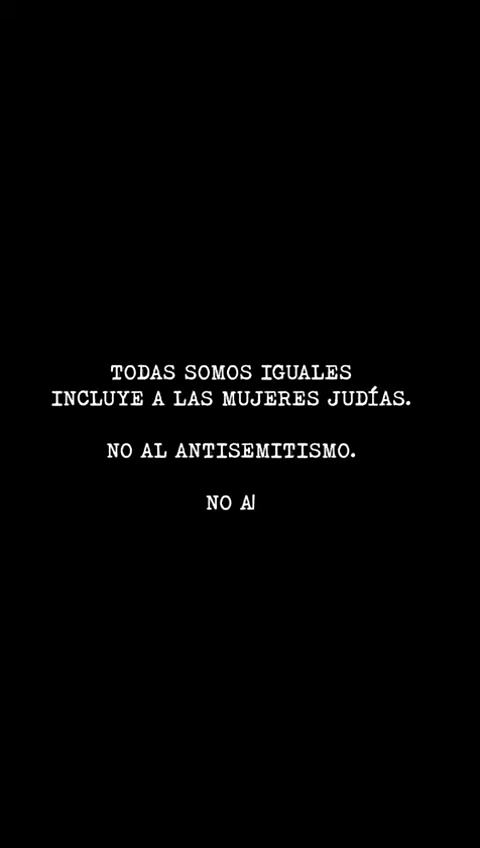 TODAS SOMOS IGUALES
INCLUYE A LAS MUJERES JUDÍAS.
NO AL ANTISEMITISMO.
NO A